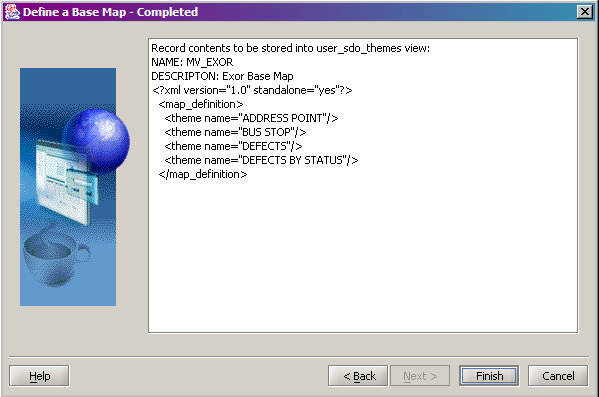 Define a Base Map - Completed
Record contents to be stored into user_sdo_themes view:
NAME: MV_EXOR
DESCRIPTON: Exor Base Map
<?xml version="1.0" standalone="yes"?>
<map_definition>
<theme name="ADDRESS POINT"/>
<theme name="BUS STOP"/>
<theme name="DEFECTS"/>
<theme name="DEFECTS BY STATUS"/>
</map_definition>
Help
< Back
Next >
Finish
Cancel